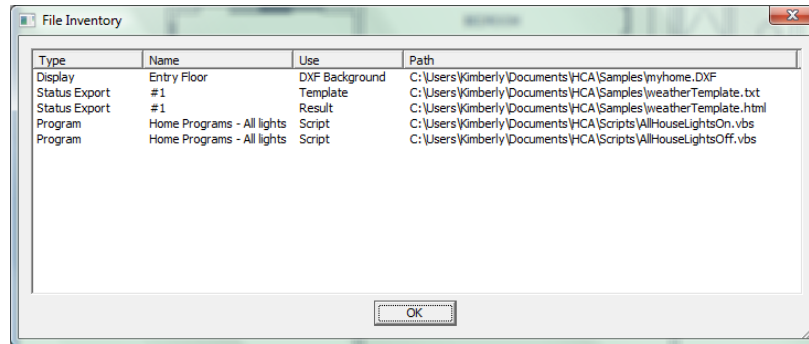 File Inventory
Type Name Use Path
Display Entry Floor DXF Background C:\Users\Kimberly\Documents\HCA\Samples\myhome.DXF
Status Export #1 Template C:\Users\Kimberly\Documents\HCA\Samples\weatherTemplate.txt
Status Export #1 Result C:\Users\Kimberly\Documents\HCA\Samples\weatherTemplate.html
Program Home Programs - All lights Script C:\Users\Kimberly\Documents\HCA\Scripts\AllHouseLightsOn.vbs
Program Home Programs - All lights Script C:\Users\Kimberly\Documents\HCA\Scripts\AllHouseLightsOff.vbs
OK